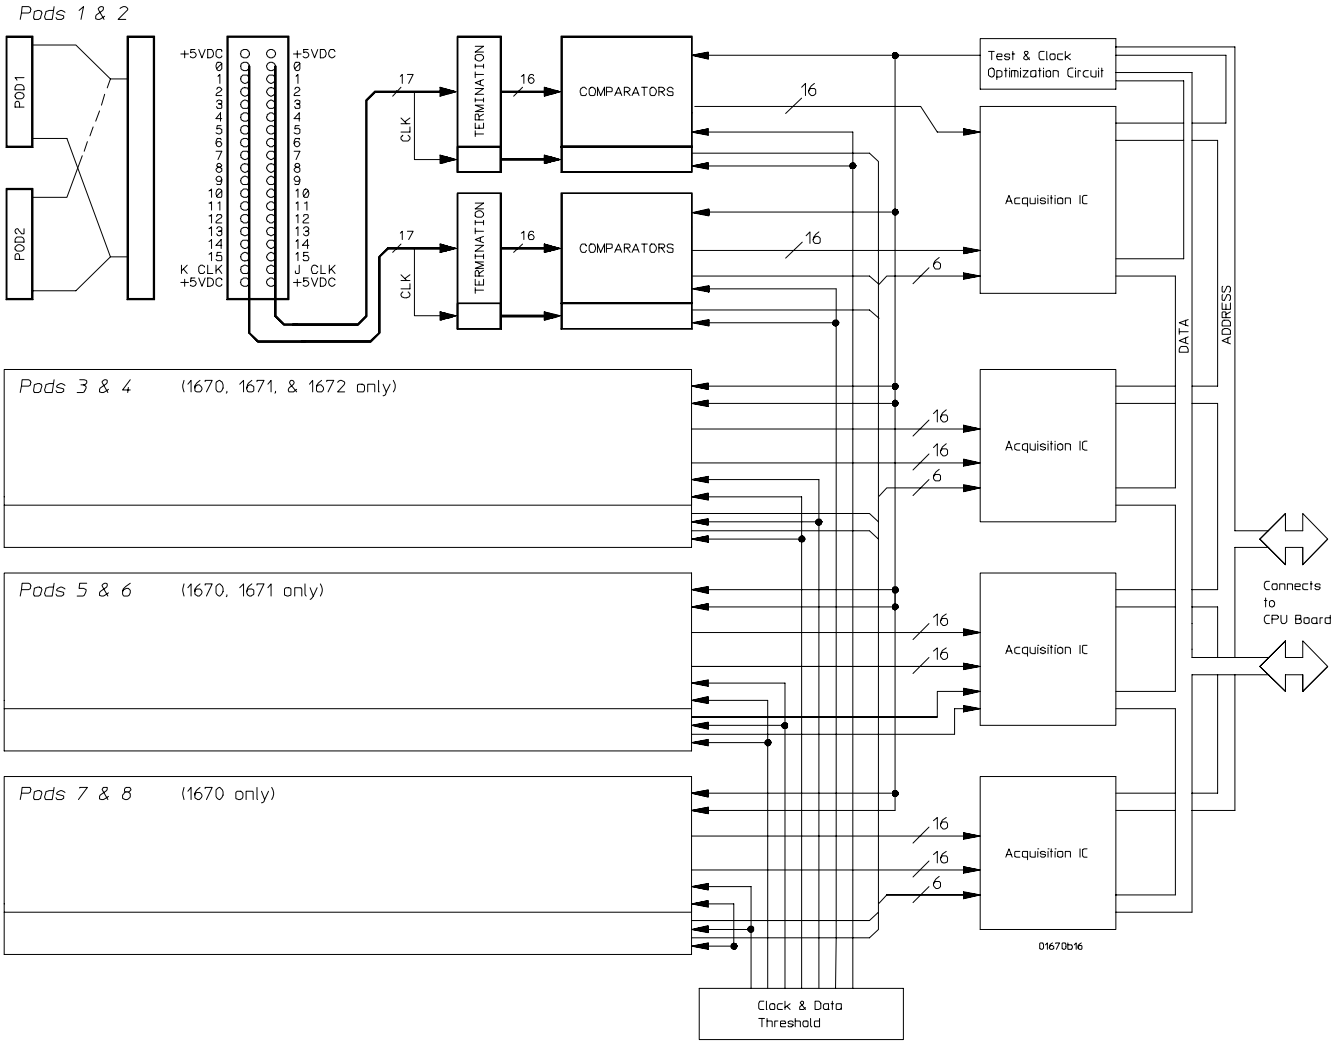 Pods 1 & 2
POD1
POD2
+5VDC +5VDC
0 0
1 1
2 2
3 3
4 4
5 5
6 6
7 7
8 8
9 9
10 10
11 11
12 12
13 13
14 14
15 15
K CLK J CLK
+5VDC +5VDC
17
CLK
TERMINATION
16
COMPARATORS
16
17
CLK
TERMINATION
16
COMPARATORS
16
6
Test & Clock
Optimization Circuit
Acquisition IC
DATA
ADDRESS
Pods 3 & 4 (1670, 1671, & 1672 only)
16
16
6
Acquisition IC
Connects
to
CPU Board
Pods 5 & 6 (1670, 1671 only)
16
16
Acquisition IC
Pods 7 & 8 (1670 only)
16
16
6
Acquisition IC
01670b16
Clock & Data
Threshold